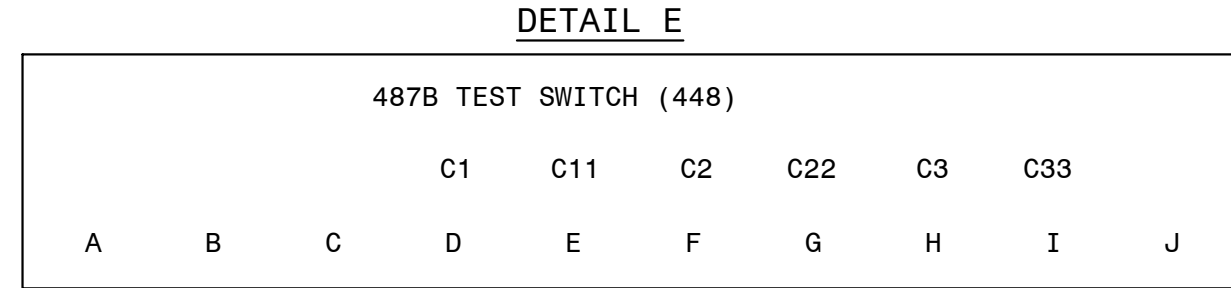 DETAIL E
487B TEST SWITCH (448)
C1 C11 C2 C22 C3 C33
A B C D E F G H I J